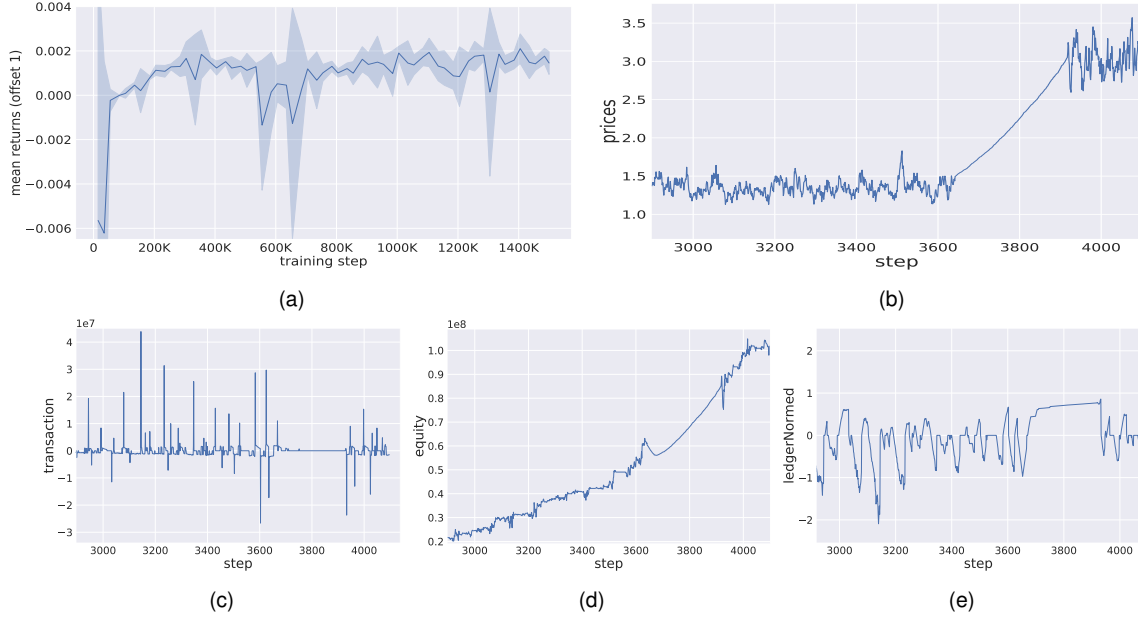 0.004
0.002
0.000
−0.002
−0.004
−0.006
mean returns (offset 1)
0 200K 400K 600K 800K 1000K 1200K 1400K
training step
(a)
3.5
3.0
2.5
2.0
1.5
1.0
prices
3000 3200 3400 3600 3800 4000
step
(b)
1e7
4
3
2
1
0
−1
−2
−3
transaction
3000 3200 3400 3600 3800 4000
step
(c)
1e8
1.0
0.9
0.8
0.7
0.6
0.5
0.4
0.3
0.2
equity
3000 3200 3400 3600 3800 4000
step
(d)
2
1
0
−1
−2
ledgerNormed
3000 3200 3400 3600 3800 4000
step
(e)